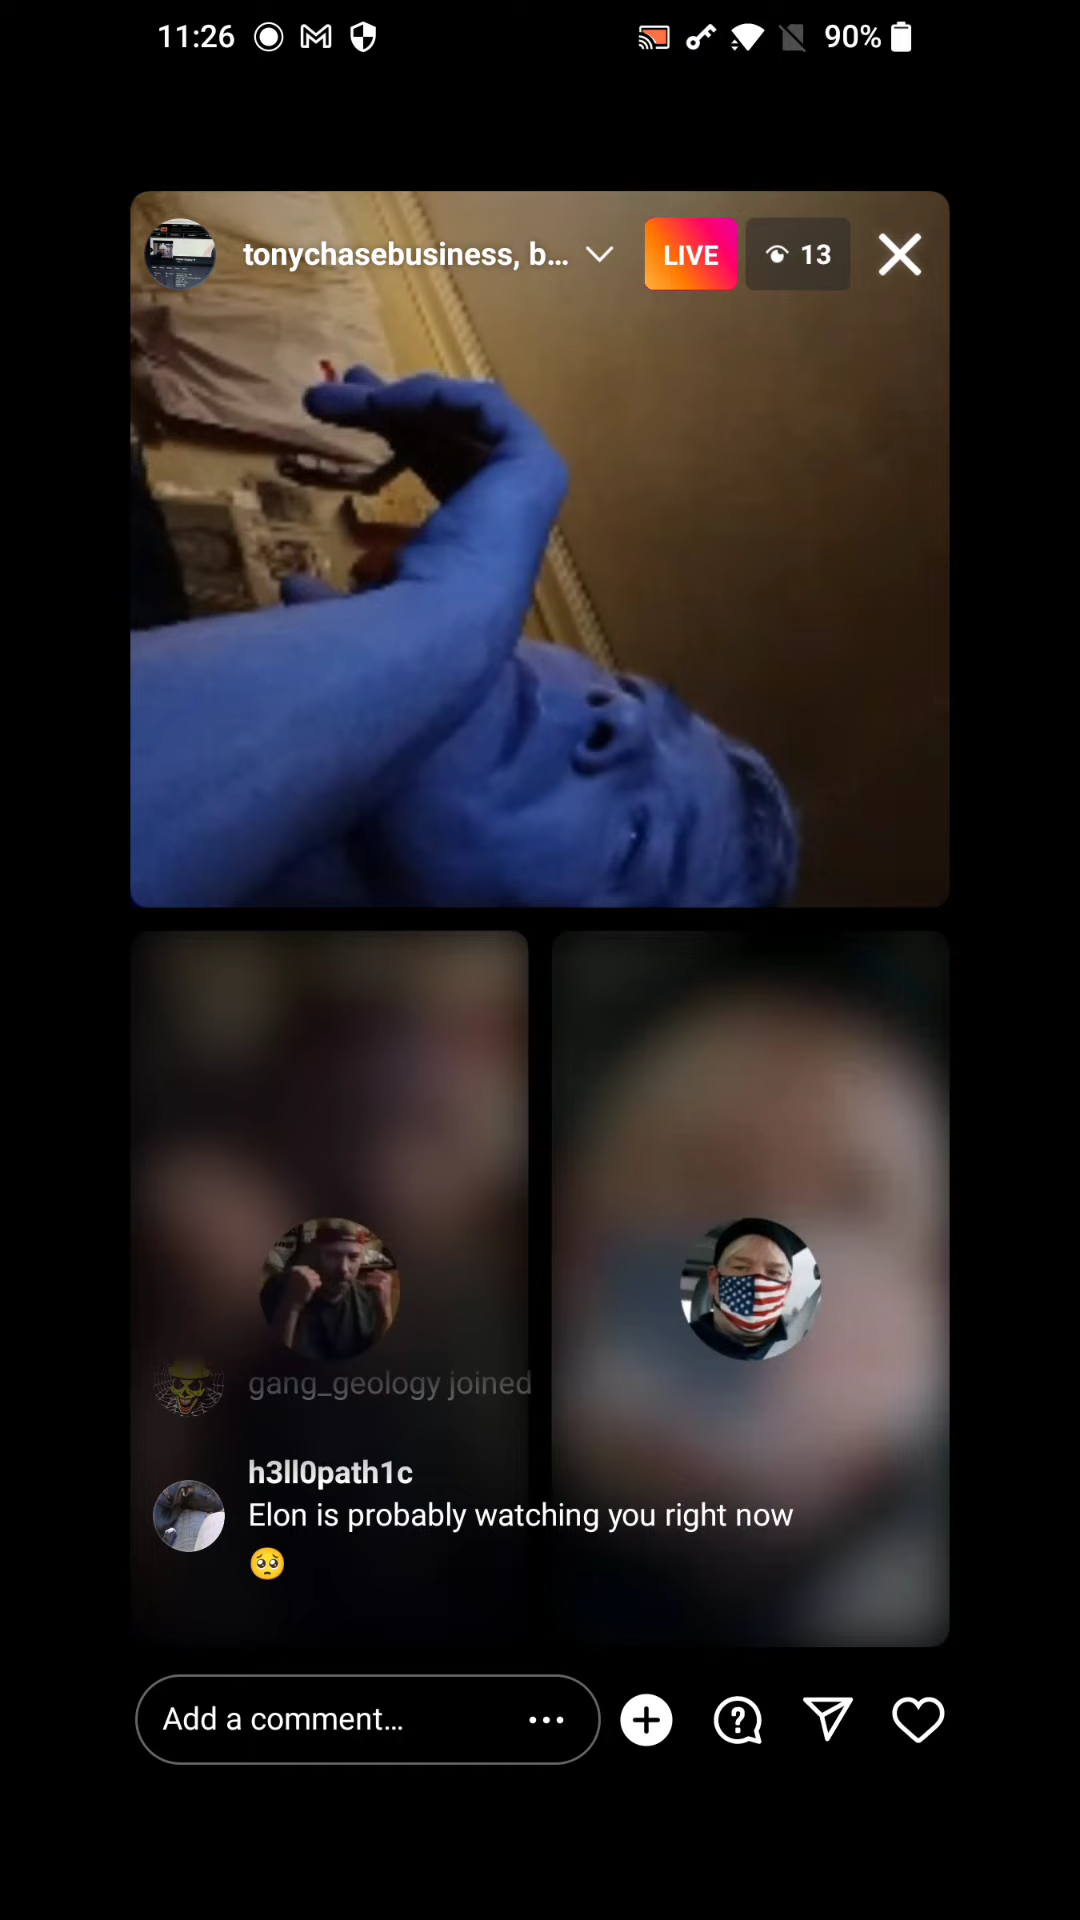 11:26
90%
tonychasebusiness, b...
LIVE
13
gang_geology joined
h3ll0path1c
Elon is probably watching you right now
🥺
Add a comment...